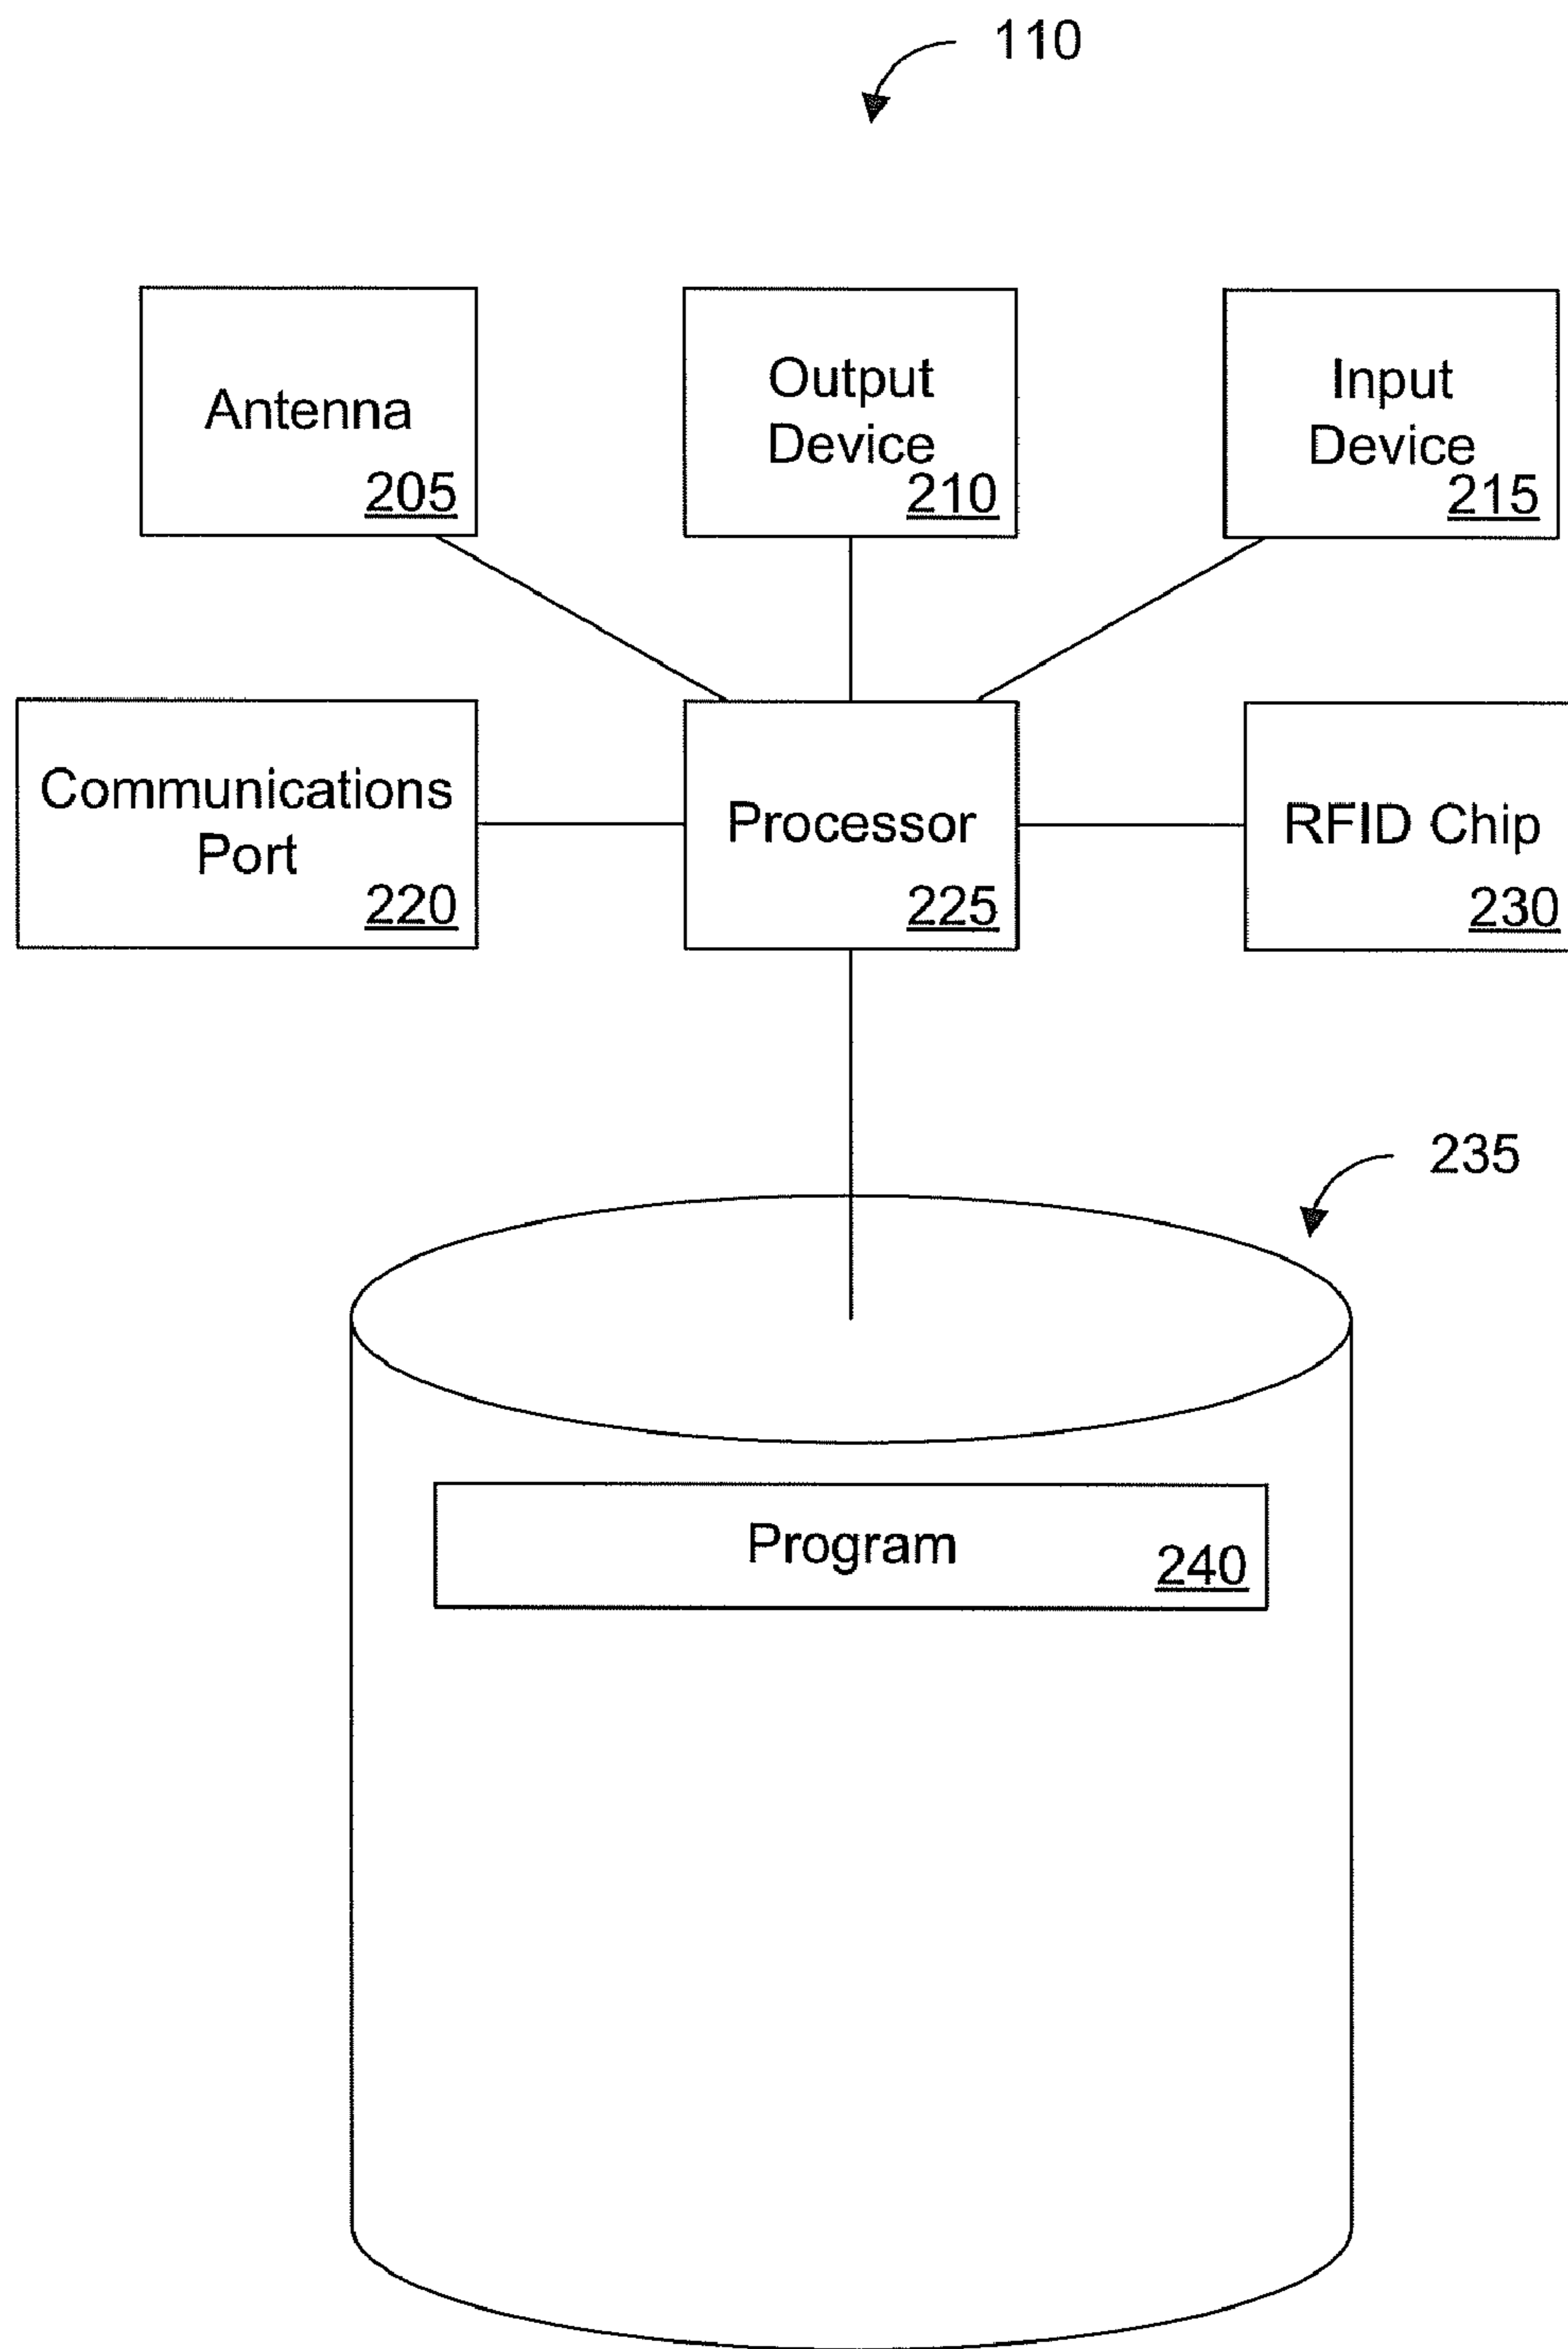 110
Antenna
205
Output
Device
210
Input
Device
215
Communications
Port
220
Processor
225
RFID Chip
230
235
Program
240